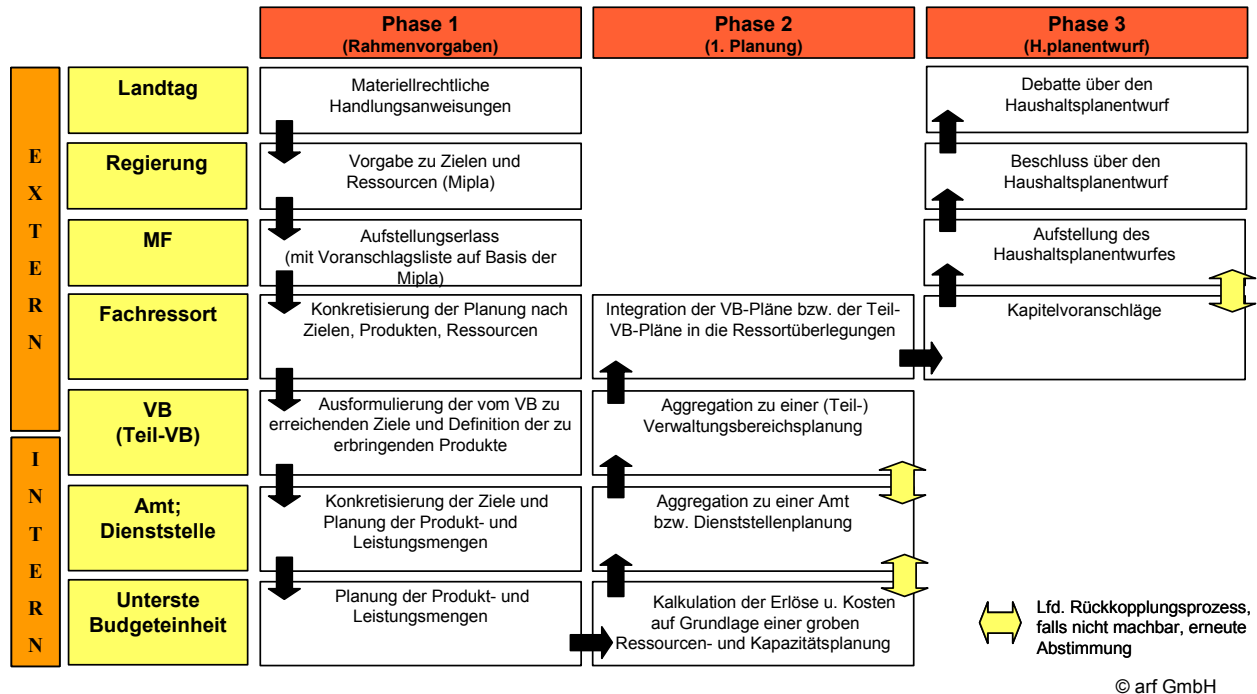 Phase 1
(Rahmenvorgaben)
Phase 2
(1. Planung)
Phase 3
(H.planentwurf)
E
X
T
E
R
N
Landtag
Materiellrechtliche
Handlungsanweisungen
Debatte über den
Haushaltsplanentwurf
Regierung
Vorgabe zu Zielen und
Ressourcen (Mipla)
Beschluss über den
Haushaltsplanentwurf
MF
Aufstellungserlass
(mit Voranschlagsliste auf Basis der
Mipla)
Aufstellung des
Haushaltsplanentwurfes
Fachressort
Konkretisierung der Planung nach
Zielen, Produkten, Ressourcen
Integration der VB-Pläne bzw. der Teil-
VB-Pläne in die Ressortüberlegungen
Kapitelvoranschläge
VB
(Teil-VB)
Ausformulierung der vom VB zu
erreichenden Ziele und Definition der zu
erbringenden Produkte
Aggregation zu einer (Teil-)
Verwaltungsbereichsplanung
I
N
T
E
R
N
Amt;
Dienststelle
Konkretisierung der Ziele und
Planung der Produkt- und
Leistungsmengen
Aggregation zu einer Amt
bzw. Dienststellenplanung
Unterste
Budgeteinheit
Planung der Produkt- und
Leistungsmengen
Kalkulation der Erlöse u. Kosten
auf Grundlage einer groben
Ressourcen- und Kapazitätsplanung
Lfd. Rückkopplungsprozess,
falls nicht machbar, erneute
Abstimmung
© arf GmbH